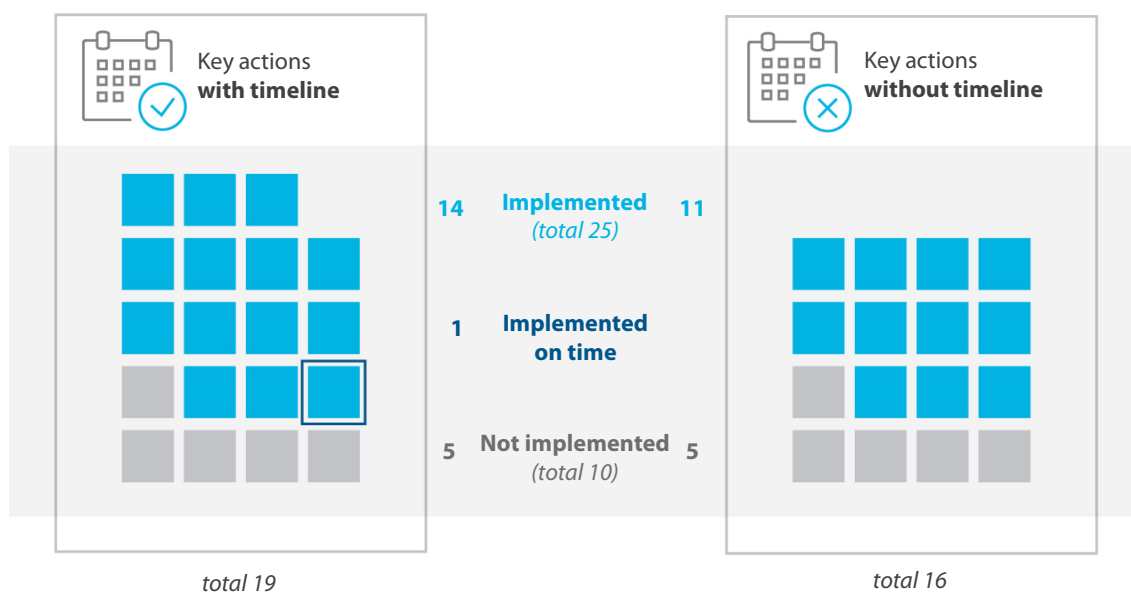 Key actions
with timeline
Key actions
without timeline
14 Implemented 11
(total 25)
1 Implemented
on time
5 Not implemented 5
(total 10)
total 19
total 16